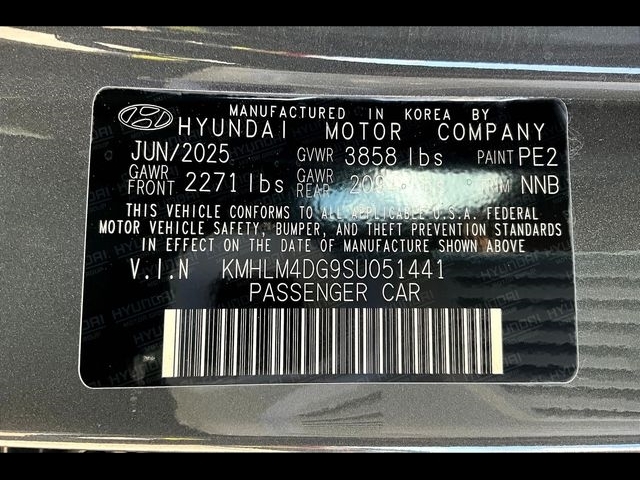 MANUFACTURED IN KOREA BY
HYUNDAI MOTOR COMPANY
JUN/2025 GVWR 3858 lbs PAINT PE2
GAWR FRONT 2271 lbs GAWR REAR NNB
THIS VEHICLE CONFORMS TO ALL APPLICABLE U.S.A. FEDERAL
MOTOR VEHICLE SAFETY, BUMPER, AND THEFT PREVENTION STANDARDS
IN EFFECT ON THE DATE OF MANUFACTURE SHOWN ABOVE
V.I.N KMHLM4DG9SU051441
PASSENGER CAR